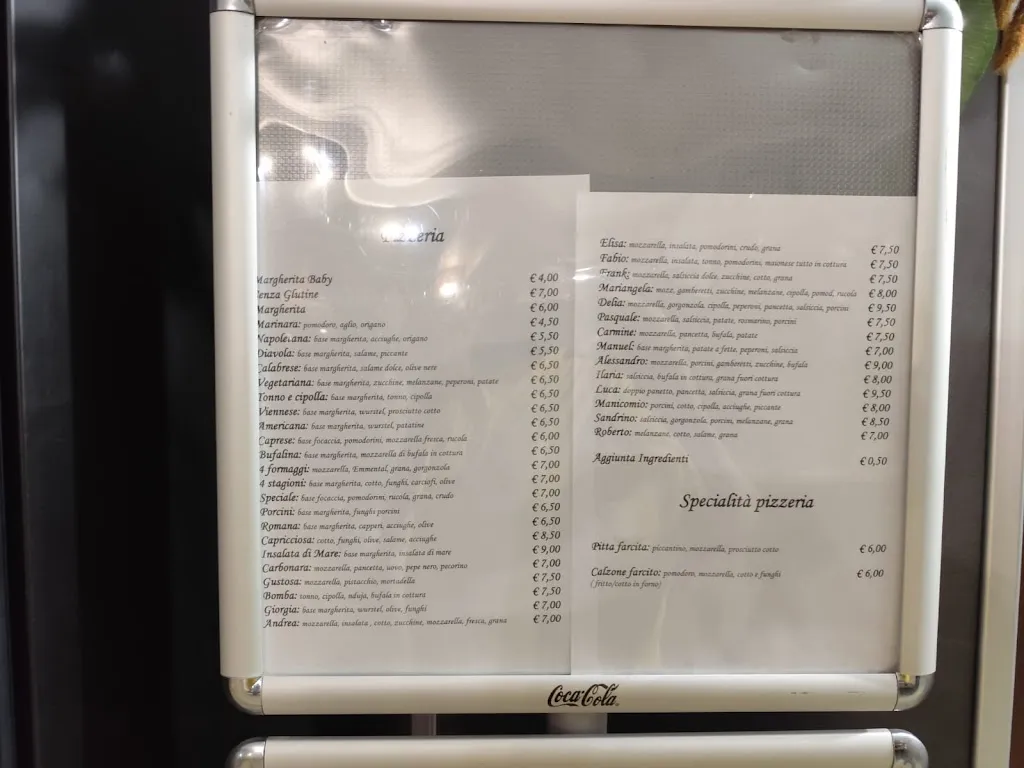 Pizzeria
Margherita Baby € 4,00
Senza Glutine € 7,00
Margherita € 6,00
Marinara: pomodoro, aglio, origano € 4,50
Napoletana: base margherita, acciughe, origano € 5,50
Diavola: base margherita, salame, piccante € 5,50
Calabrese: base margherita, salame dolce, olive nere € 6,50
Vegetariana: base margherita, zucchine, melanzane, peperoni, patate € 6,50
Tonno e cipolla: base margherita, tonno, cipolla € 6,50
Viennese: base margherita, wurstel, prosciutto cotto € 6,50
Americana: base margherita, wurstel, patatine € 6,50
Caprese: base focaccia, pomodorini, mozzarella fresca, rucola € 6,00
Bufalina: base margherita, mozzarella di bufala in cottura € 6,50
4 formaggi: mozzarella, Emmental, grana, gorgonzola € 7,00
4 stagioni: base margherita, cotto, funghi, carciofi, olive € 7,00
Speciale: base focaccia, pomodorini, rucola, grana, crudo € 7,00
Porcini: base margherita, funghi porcini € 6,50
Romana: base margherita, capperi, acciughe, olive € 6,50
Capricciosa: cotto, funghi, olive, salame, acciughe € 8,50
Insalata di Mare: base margherita, insalata di mare € 9,00
Carbonara: mozzarella, pancetta, uovo, pepe nero, pecorino € 7,00
Gustosa: mozzarella, pistacchio, mortadella € 7,50
Bomba: tonno, cipolla, nduja, bufala in cottura € 7,50
Giorgia: base margherita, wurstel, olive, funghi € 7,00
Andrea: mozzarella, insalata , cotto, zucchine, mozzarella, fresca, grana € 7,00
Elisa: mozzarella, insalata, pomodorini, crudo, grana € 7,50
Fabio: mozzarella, insalata, tonno, pomodorini, maionese tutto in cottura € 7,50
Frank: mozzarella, salsiccia dolce, zucchine, cotto, grana € 7,50
Mariangela: mozz, gamberetti, zucchine, melanzane, cipolla, pomod, rucola € 8,00
Delia: mozzarella, gorgonzola, cipolla, peperoni, pancetta, salsiccia, porcini € 9,50
Pasquale: mozzarella, salsiccia, patate, rosmarino, porcini € 7,50
Carmine: mozzarella, pancetta, bufala, patate € 7,50
Manuel: base margherita, patate a fette, peperoni, salsiccia € 7,00
Alessandro: mozzarella, porcini, gamberetti, zucchine, bufala € 9,00
Ilaria: salsiccia, bufala in cottura, grana fuori cottura € 8,00
Luca: doppio panetto, pancetta, salsiccia, grana fuori cottura € 9,50
Manicomio: porcini, cotto, cipolla, acciughe, piccante € 8,00
Sandrino: salsiccia, gorgonzola, porcini, melanzane, grana € 8,50
Roberto: melanzane, cotto, salame, grana € 7,00
Aggiunta Ingredienti € 0,50
Specialità pizzeria
Pitta farcita: piccantino, mozzarella, prosciutto cotto € 6,00
Calzone farcito: pomodoro, mozzarella, cotto e funghi € 6,00
(fritto/cotto in forno)
Coca-Cola